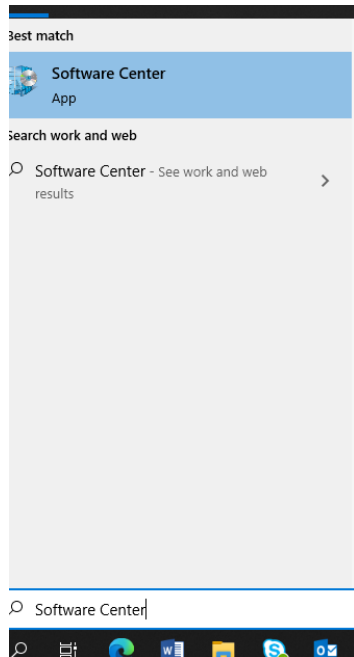 Best match
Software Center
App
Search work and web
Software Center - See work and web
results
Software Center